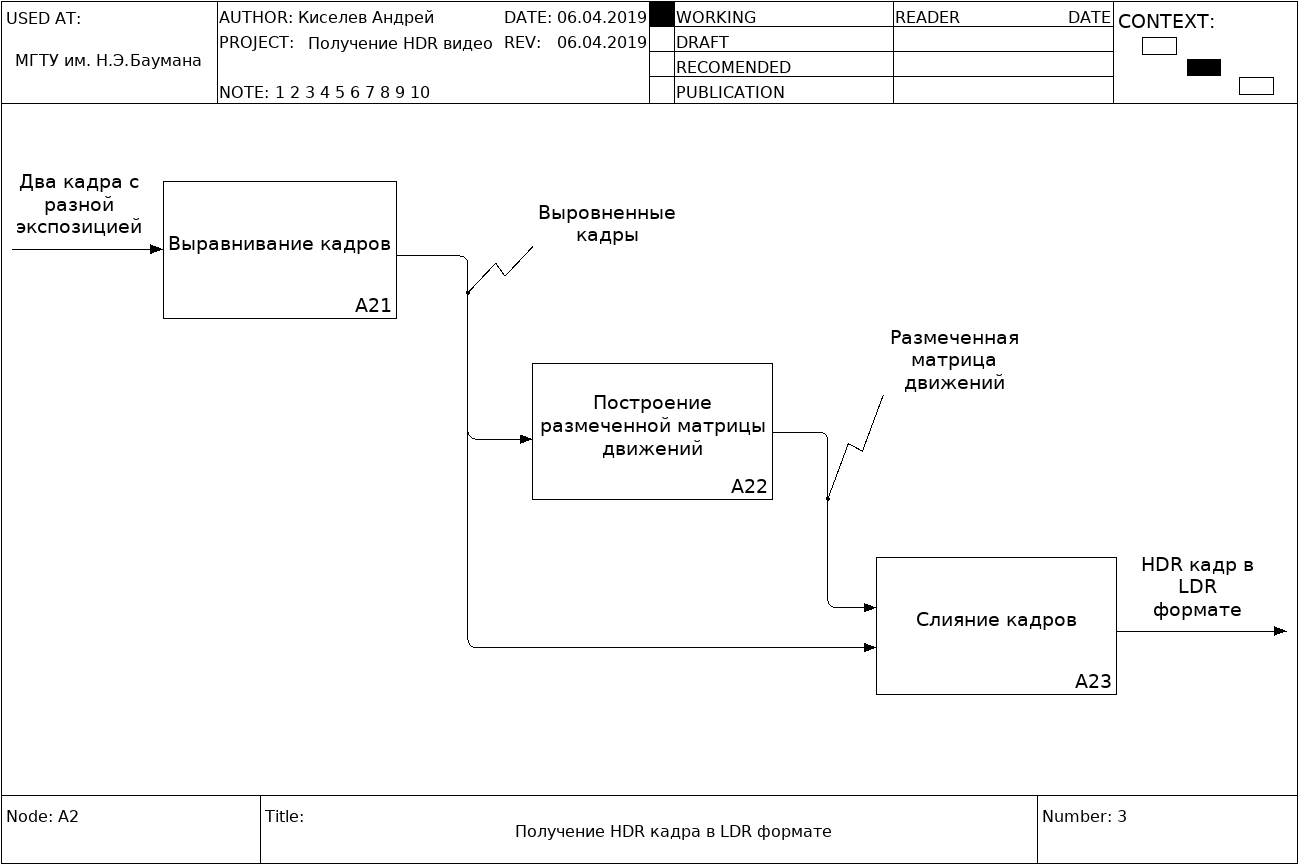 USED AT:
МГТУ им. Н.Э.Баумана
AUTHOR: Киселев Андрей DATE: 06.04.2019
PROJECT: Получение HDR видео REV: 06.04.2019
NOTE: 1 2 3 4 5 6 7 8 9 10
WORKING
DRAFT
RECOMENDED
PUBLICATION
READER DATE
CONTEXT:
Два кадра с
разной
экспозицией
Выравнивание кадров
A21
Выровненные
кадры
Построение
размеченной матрицы
движений
A22
Размеченная
матрица
движений
Слияние кадров
A23
HDR кадр в
LDR
формате
Node: A2
Title:
Получение HDR кадра в LDR формате
Number: 3